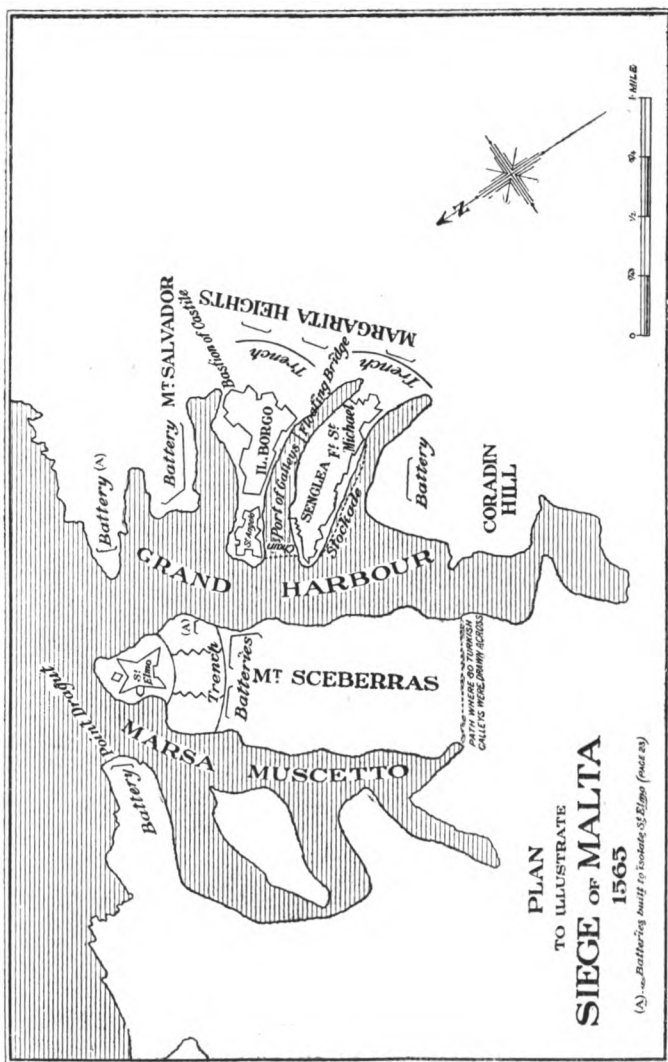 Point Dragut
Battery
Battery (A)
Battery
MT SALVADOR
Bastion of Castile
MARGARITA HEIGHTS
Trench
Floating Bridge
Trench
IL BORGO
St Angelo
Port of Galleys
Chain
SENGLEA
Ft St
Michael
Stockade
Battery
CORADIN
HILL
GRAND HARBOUR
St
Elmo
(A)
Trench
Batteries
MT SCEBERRAS
MARSA MUSCETTO
PATH WHERE 80 TURKISH
GALLEYS WERE DRAWN ACROSS
PLAN
TO ILLUSTRATE
SIEGE OF MALTA
1565
(A)---Batteries built to isolate St Elmo (PAGE 23)
N
0 1/4 1/2 3/4 1 MILE